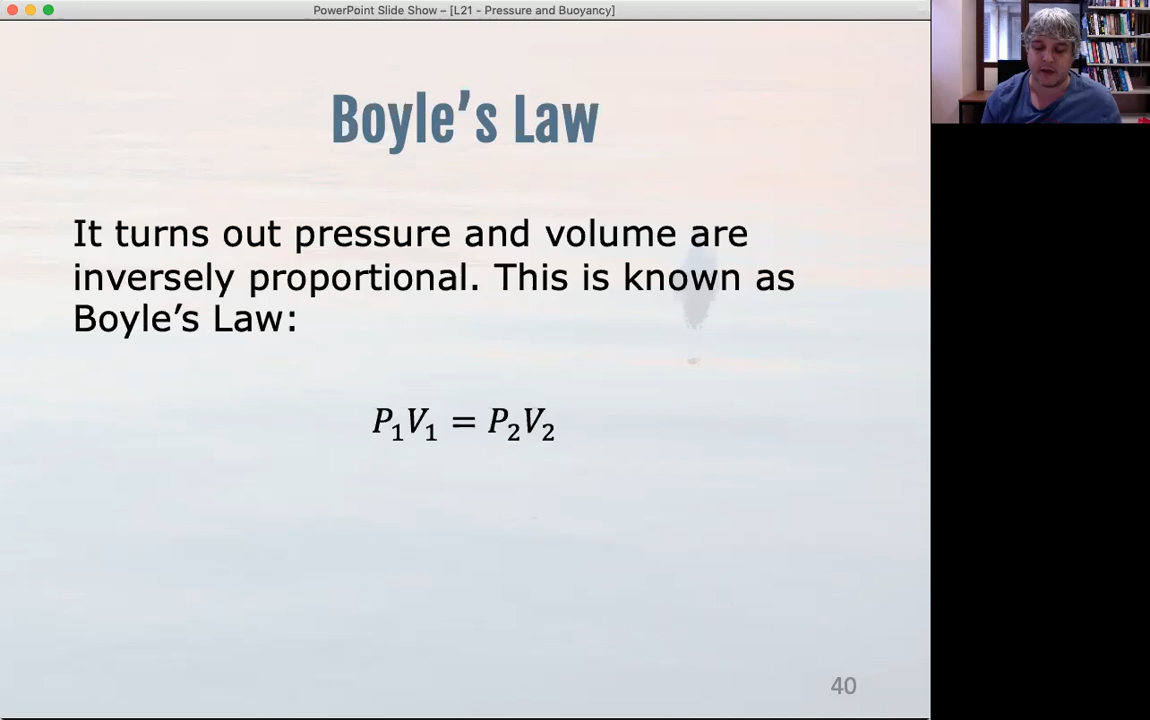 PowerPoint Slide Show – [L21 - Pressure and Buoyancy]
Boyle’s Law
It turns out pressure and volume are
inversely proportional. This is known as
Boyle’s Law:
P₁V₁ = P₂V₂
40